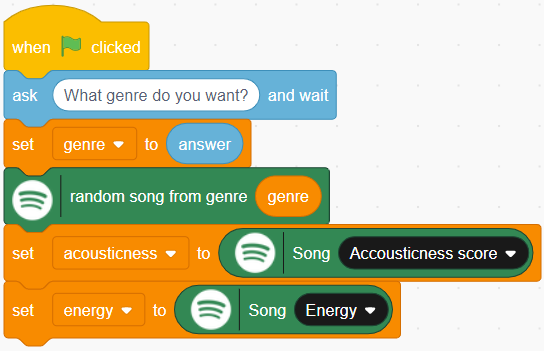 when clicked
ask What genre do you want? and wait
set genre to answer
random song from genre genre
set acousticness to Song Accousticness score
set energy to Song Energy